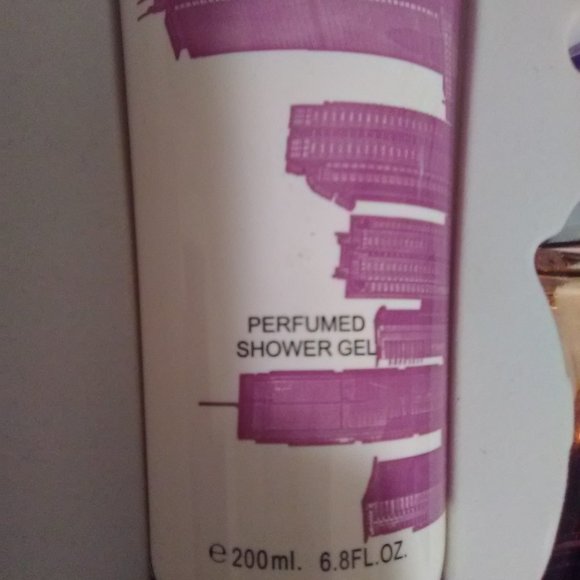 PERFUMED
SHOWER GEL
℮200ml. 6.8FL.OZ.